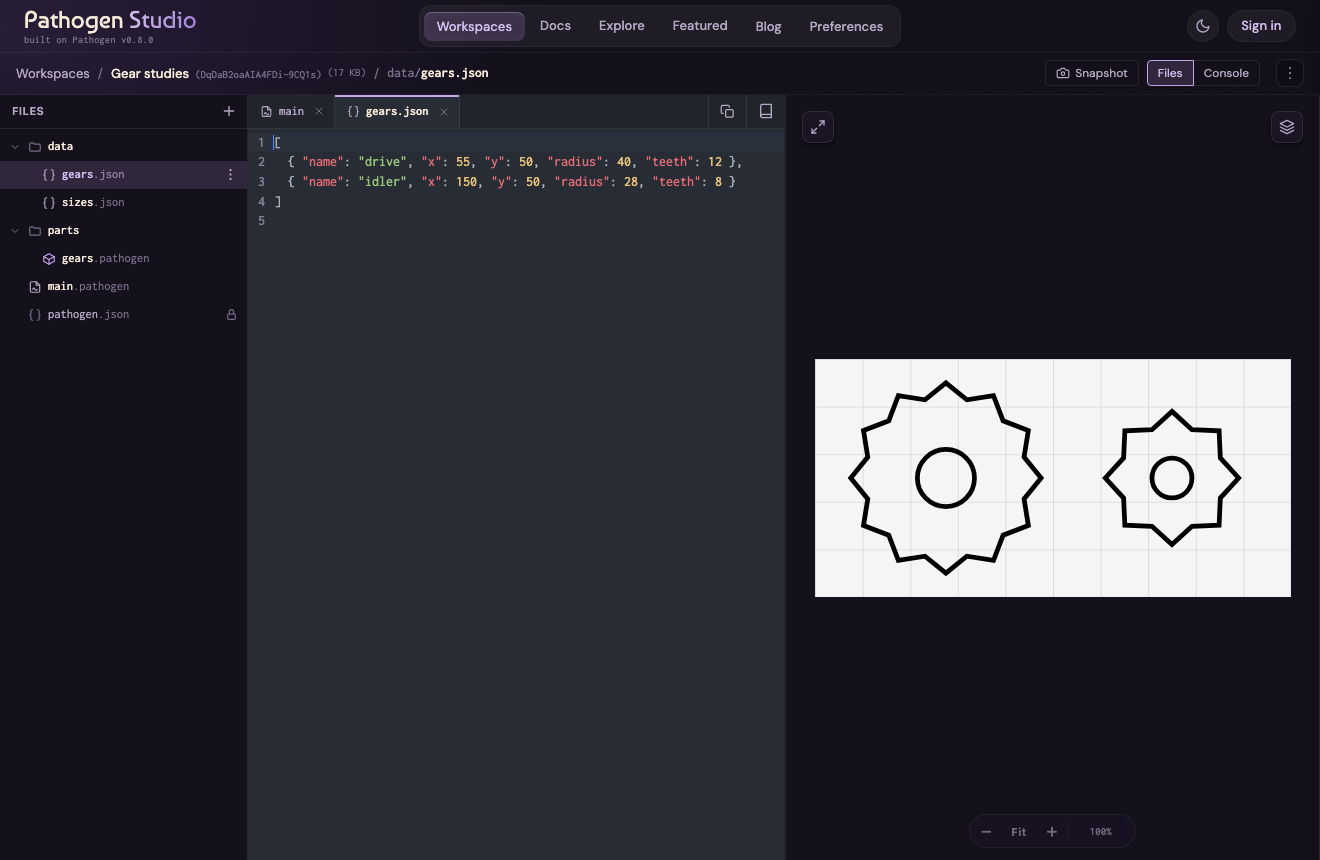 Pathogen Studio
built on Pathogen v0.8.0
Workspaces Docs Explore Featured Blog Preferences
Sign in
Workspaces / Gear studies (DqDaB2oaAIA4FDi-9CQ1s) (17 KB) / data/gears.json
Snapshot Files Console
FILES
data
gears.json
sizes.json
parts
gears.pathogen
main.pathogen
pathogen.json
main {} gears.json
1 [
2 { "name": "drive", "x": 55, "y": 50, "radius": 40, "teeth": 12 },
3 { "name": "idler", "x": 150, "y": 50, "radius": 28, "teeth": 8 }
4 ]
5
Fit 100%